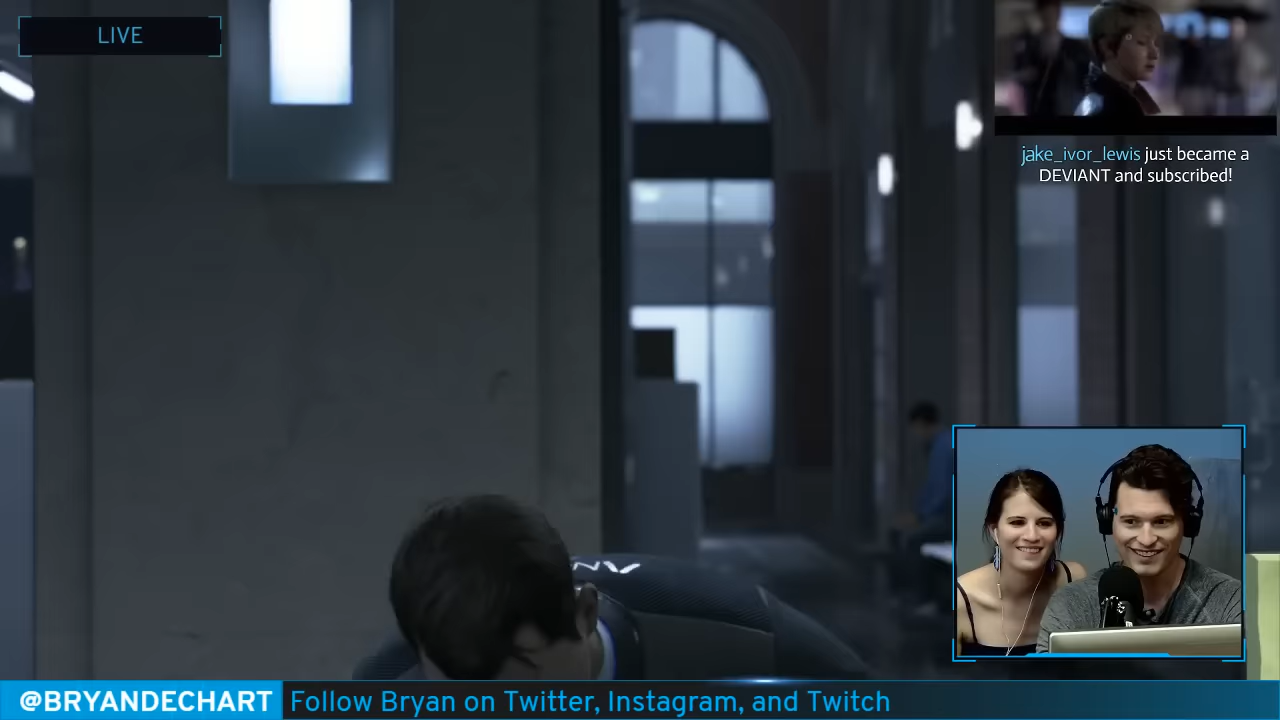 LIVE
jake_ivor_lewis just became a
DEVIANT and subscribed!
@BRYANDECHART Follow Bryan on Twitter, Instagram, and Twitch